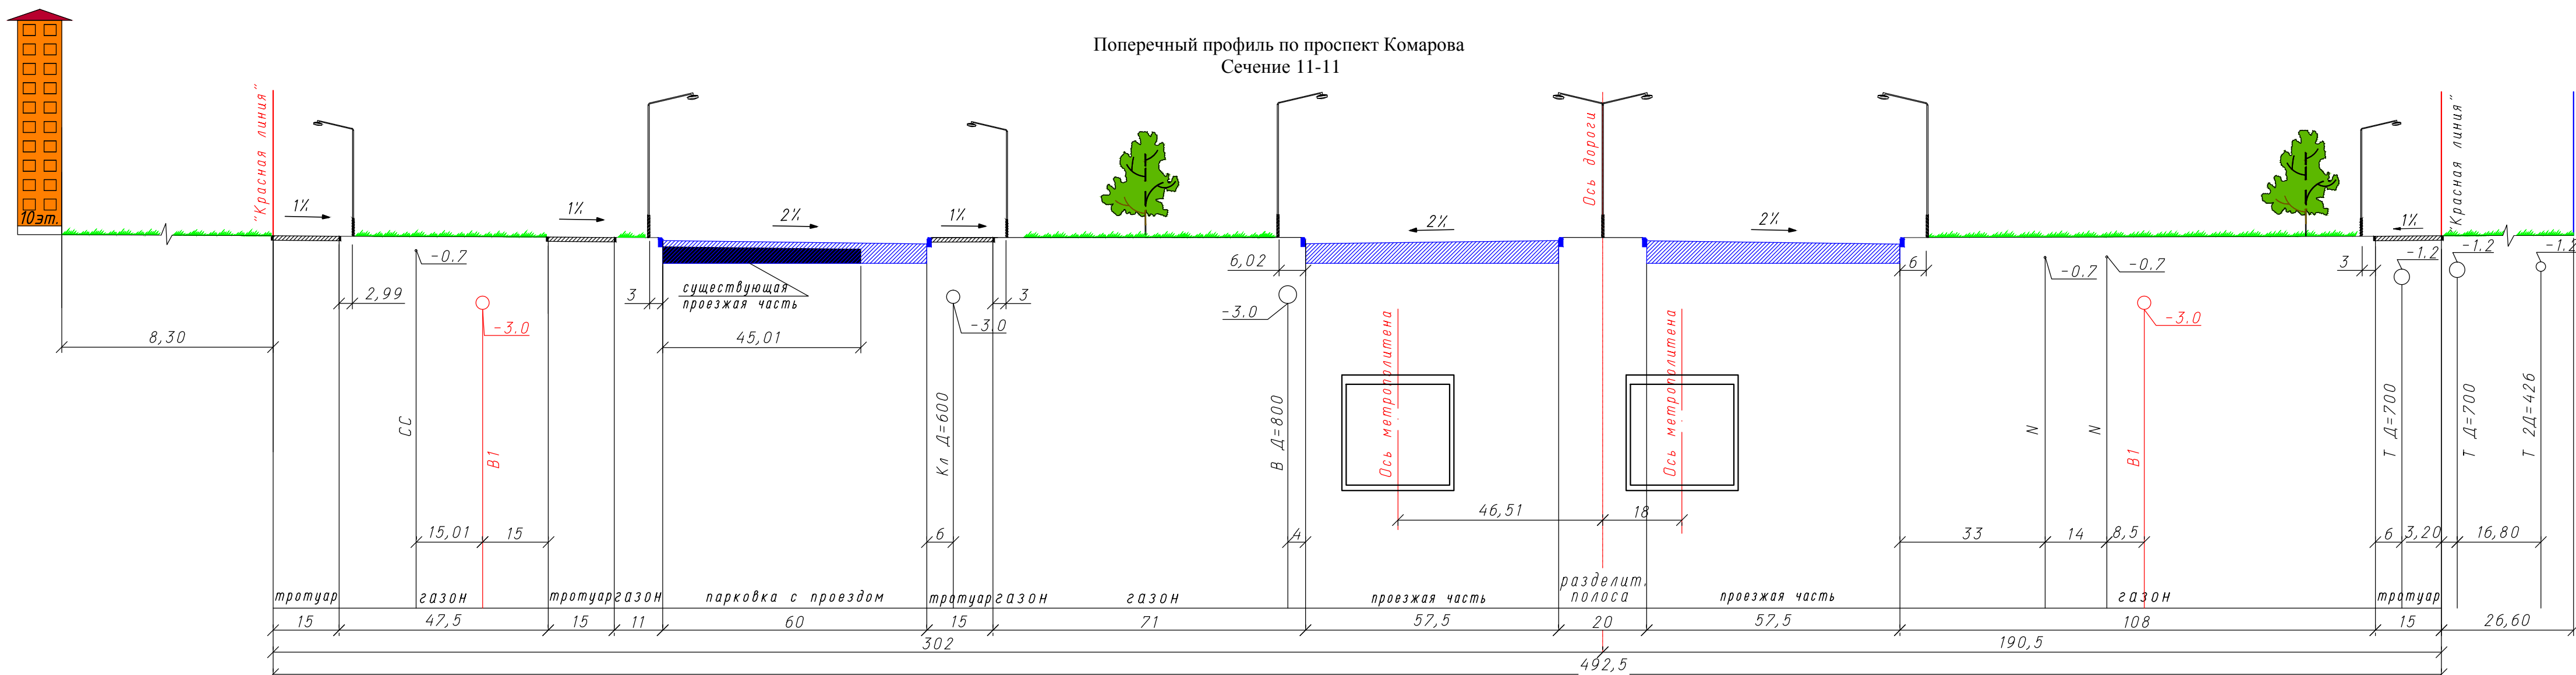 Поперечный профиль по проспект Комарова
Сечение 11-11
"Красная линия"
Ось дороги
"Красная линия"
10эт.
1%
1%
2%
1%
2%
2%
1%
-0.7
6,02
6
-0.7
-0.7
3
-1.2
-1.2
-1.2
2,99
3
существующая
проезжая часть
3
-3.0
-3.0
-3.0
-3.0
8,30
45,01
СС
В1
Кл Д=600
В Д=800
Ось метрополитена
Ось метрополитена
N
N
В1
Т Д=700
Т Д=700
Т 2Д=426
46,51
18
15,01
15
6
4
33
14
8,5
6
3,20
16,80
тротуар
газон
тротуар
газон
парковка с проездом
тротуар
газон
газон
проезжая часть
разделит.
полоса
проезжая часть
газон
тротуар
15
47,5
15
11
60
15
71
57,5
20
57,5
108
15
26,60
302
190,5
492,5